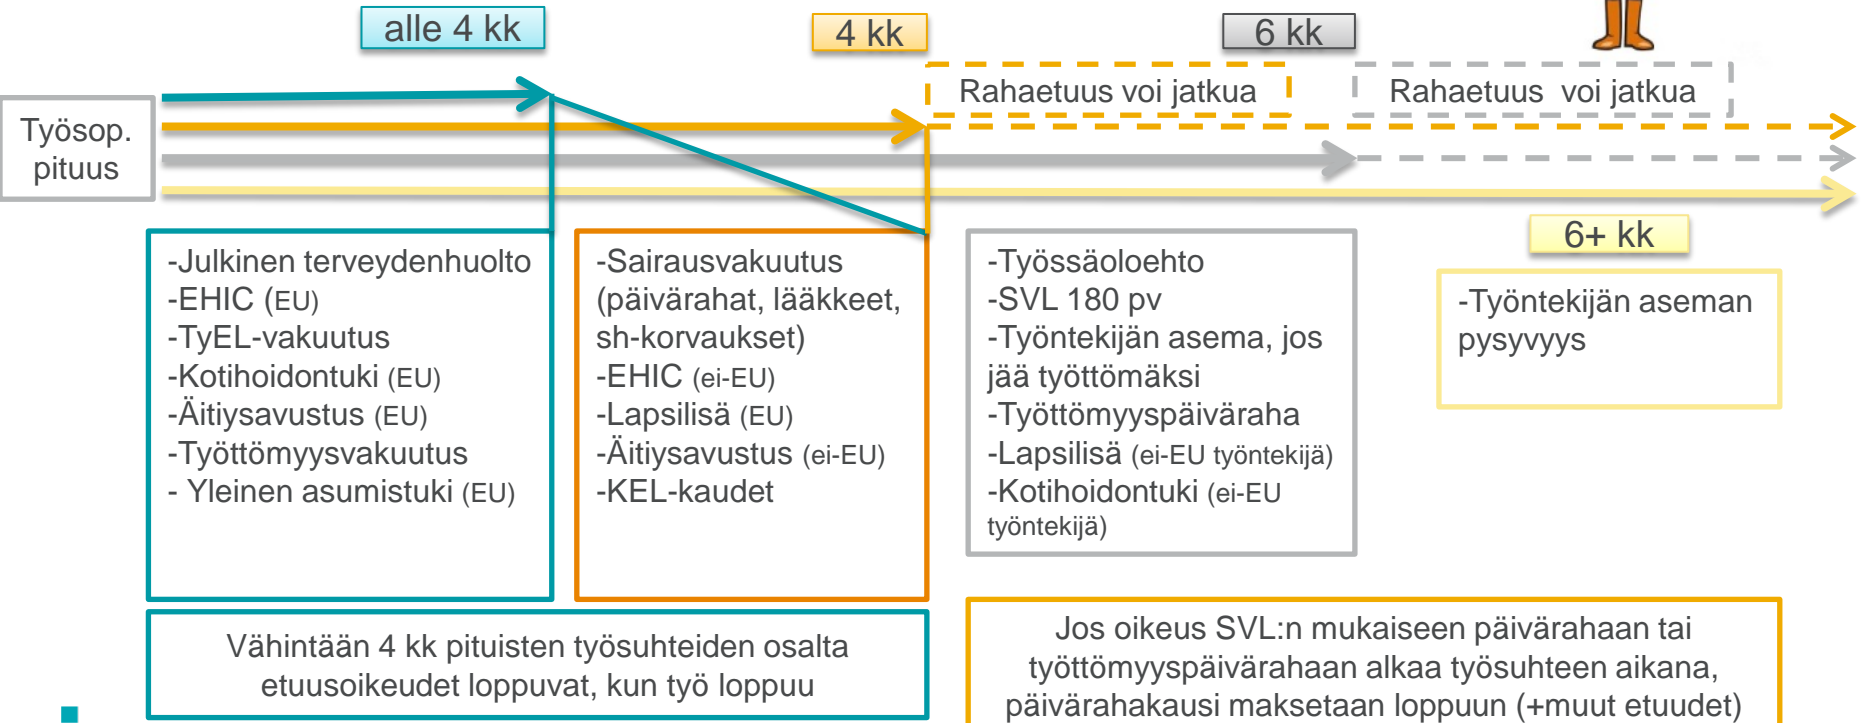 alle 4 kk
4 kk
6 kk
Rahaetuus voi jatkua
Rahaetuus voi jatkua
Työsop.
pituus
6+ kk
-Julkinen terveydenhuolto
-EHIC (EU)
-TyEL-vakuutus
-Kotihoidontuki (EU)
-Äitiysavustus (EU)
-Työttömyysvakuutus
- Yleinen asumistuki (EU)
-Sairausvakuutus
(päivärahat, lääkkeet,
sh-korvaukset)
-EHIC (ei-EU)
-Lapsilisä (EU)
-Äitiysavustus (ei-EU)
-KEL-kaudet
-Työssäoloehto
-SVL 180 pv
-Työntekijän asema, jos
jää työttömäksi
-Työttömyyspäiväraha
-Lapsilisä (ei-EU työntekijä)
-Kotihoidontuki (ei-EU
työntekijä)
-Työntekijän aseman
pysyvyys
Vähintään 4 kk pituisten työsuhteiden osalta
etuusoikeudet loppuvat, kun työ loppuu
Jos oikeus SVL:n mukaiseen päivärahaan tai
työttömyyspäivärahaan alkaa työsuhteen aikana,
päivärahakausi maksetaan loppuun (+muut etuudet)